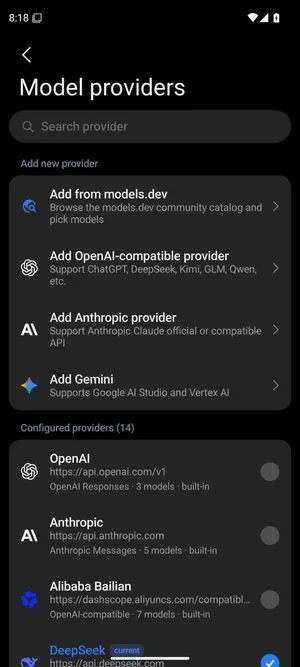 8:18
Model providers
Search provider
Add new provider
Add from models.dev
Browse the models.dev community catalog and
pick models
Add OpenAI-compatible provider
Support ChatGPT, DeepSeek, Kimi, GLM, Qwen,
etc.
Add Anthropic provider
Support Anthropic Claude official or compatible
API
Add Gemini
Supports Google AI Studio and Vertex AI
Configured providers (14)
OpenAI
https://api.openai.com/v1
OpenAI Responses · 3 models · built-in
Anthropic
https://api.anthropic.com
Anthropic Messages · 5 models · built-in
Alibaba Bailian
https://dashscope.aliyuncs.com/compatibl...
OpenAI-compatible · 7 models · built-in
DeepSeek current
https://api.deepseek.com